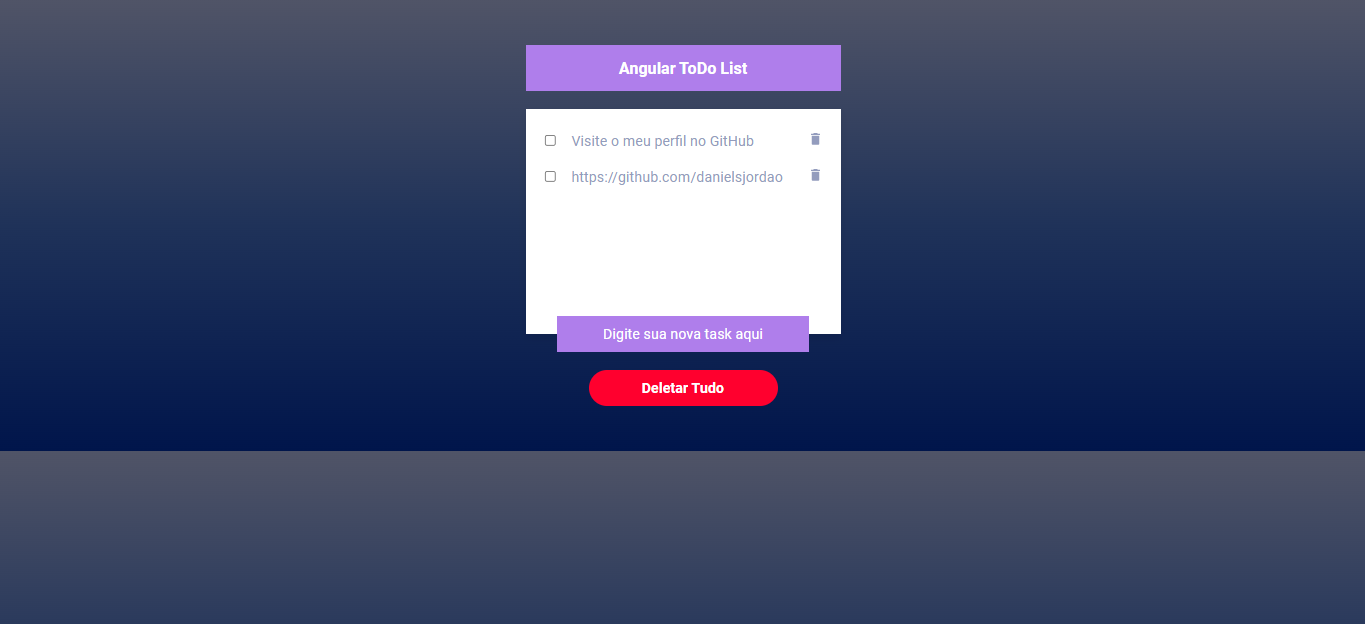 Angular ToDo List
Visite o meu perfil no GitHub
https://github.com/danielsjordao
Digite sua nova task aqui
Deletar Tudo